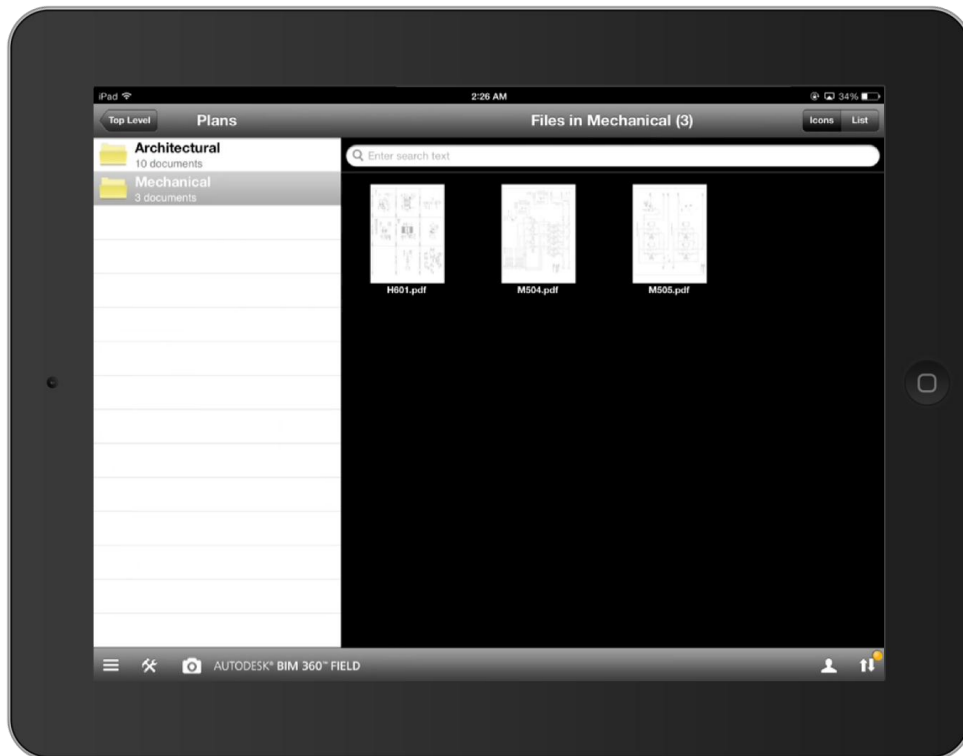 iPad
2:26 AM
34%
Top Level
Plans
Files in Mechanical (3)
Icons
List
Architectural
10 documents
Mechanical
3 documents
Enter search text
H601.pdf
M504.pdf
M505.pdf
AUTODESK® BIM 360™ FIELD